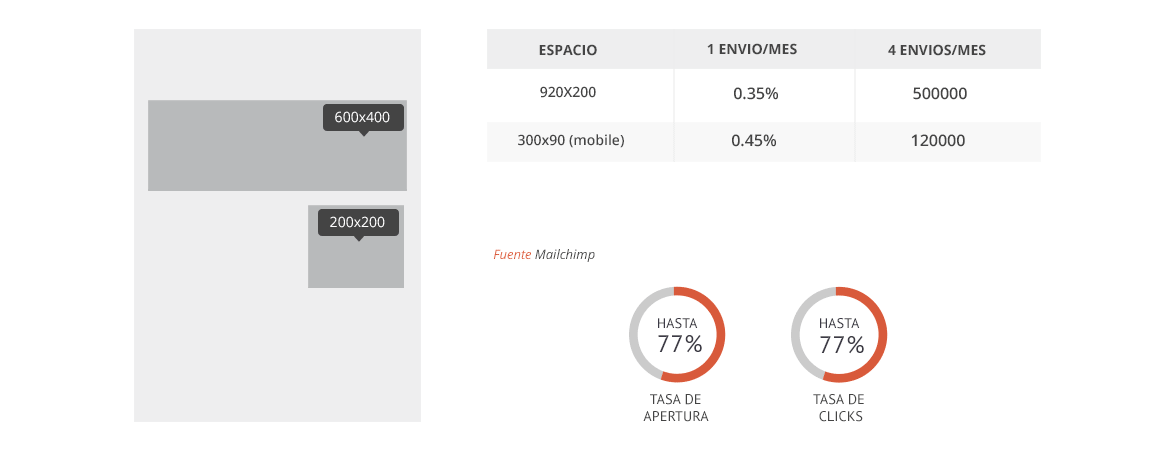 600x400
200x200
ESPACIO 1 ENVIO/MES 4 ENVIOS/MES
920X200 0.35% 500000
300x90 (mobile) 0.45% 120000
Fuente Mailchimp
HASTA
77%
TASA DE
APERTURA
HASTA
77%
TASA DE
CLICKS